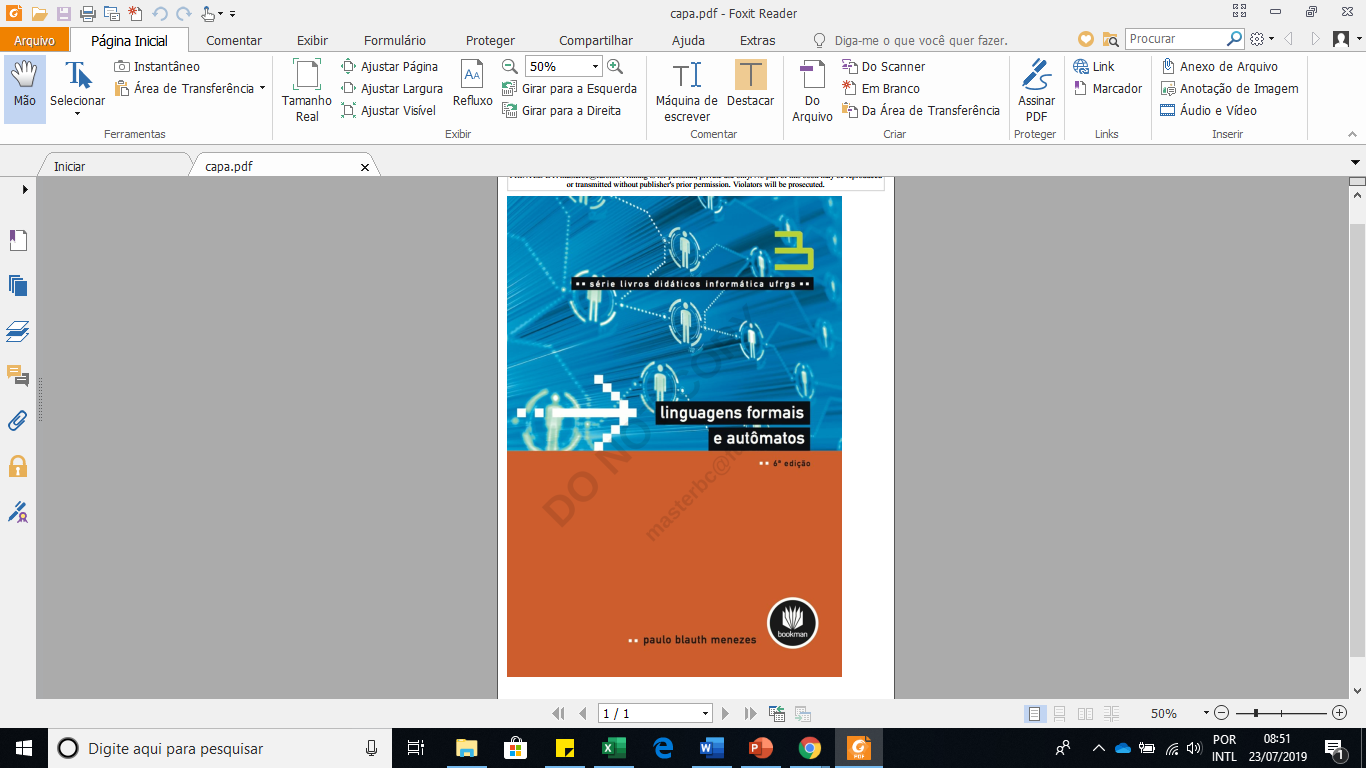 capa.pdf - Foxit Reader
Arquivo Página Inicial Comentar Exibir Formulário Proteger Compartilhar Ajuda Extras Diga-me o que você quer fazer. Procurar
Mão
Selecionar
Instantâneo
Área de Transferência
Ferramentas
Tamanho Real
Ajustar Página
Ajustar Largura
Ajustar Visível
Refluxo
50%
Girar para a Esquerda
Girar para a Direita
Exibir
Máquina de escrever
Destacar
Comentar
Do Arquivo
Do Scanner
Em Branco
Da Área de Transferência
Criar
Assinar PDF
Proteger
Link
Marcador
Links
Anexo de Arquivo
Anotação de Imagem
Áudio e Vídeo
Inserir
Iniciar capa.pdf
or transmitted without publisher's prior permission. Violators will be prosecuted.
série livros didáticos informática ufrgs
linguagens formais
e autômatos
6ª edição
DO NO
masterbc@
bookman
paulo blauth menezes
1 / 1
50%
Digite aqui para pesquisar
POR
INTL
08:51
23/07/2019
1